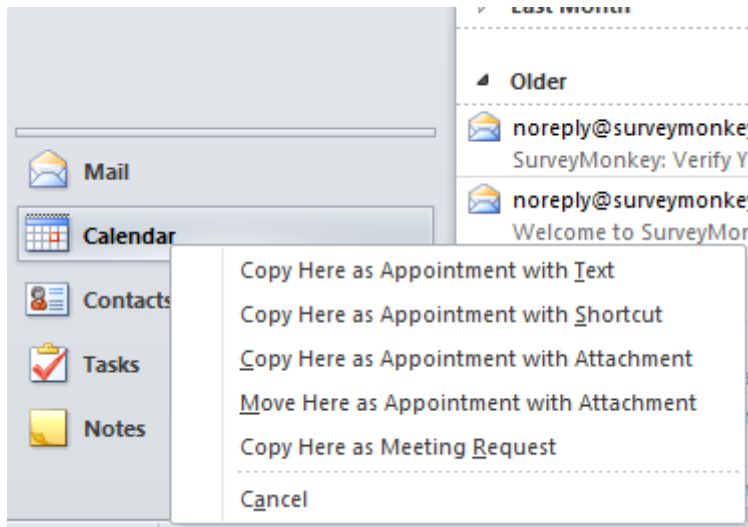 Last Month
Older
noreply@surveymonke
SurveyMonkey: Verify Y
Mail
noreply@surveymonke
Welcome to SurveyMon
Calendar
Copy Here as Appointment with Text
Copy Here as Appointment with Shortcut
Contacts
Copy Here as Appointment with Attachment
Tasks
Move Here as Appointment with Attachment
Notes
Copy Here as Meeting Request
Cancel